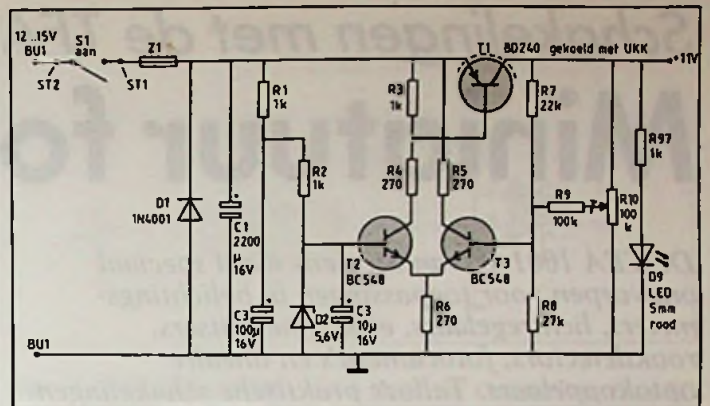 Schakelingen met de T
Miniatuur fo
12..15V
BU1
S1
aan
Z1
ST2
ST1
T1
BD240 gekoeld met UKK
+11V
R1
1k
R2
1k
R3
1k
R4
270
R5
270
R6
270
R7
22k
R8
27k
R9
100k
R10
100
k
R97
1k
D1
1N4001
C1
2200
µ
16V
C3
100µ
16V
D2
5,6V
C3
10µ
16V
T2
BC548
T3
BC548
D9
LED
5mm
rood
BU1